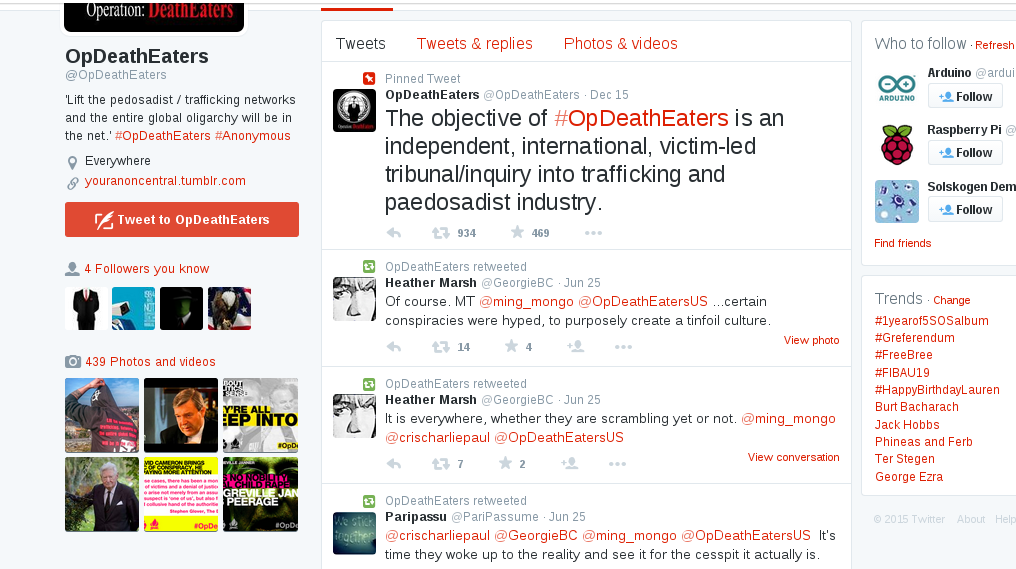 Operation: DeathEaters
OpDeathEaters
@OpDeathEaters
'Lift the pedosadist / trafficking networks
and the entire global oligarchy will be in
the net.' #OpDeathEaters #Anonymous
Everywhere
youranoncentral.tumblr.com
Tweet to OpDeathEaters
4 Followers you know
439 Photos and videos
Tweets Tweets & replies Photos & videos
Pinned Tweet
OpDeathEaters @OpDeathEaters · Dec 15
The objective of #OpDeathEaters is an
independent, international, victim-led
tribunal/inquiry into trafficking and
paedosadist industry.
934 469
OpDeathEaters retweeted
Heather Marsh @GeorgieBC · Jun 25
Of course. MT @ming_mongo @OpDeathEatersUS ...certain
conspiracies were hyped, to purposely create a tinfoil culture.
14 4 View photo
OpDeathEaters retweeted
Heather Marsh @GeorgieBC · Jun 25
It is everywhere, whether they are scrambling yet or not. @ming_mongo
@crischarliepaul @OpDeathEatersUS
7 2 View conversation
OpDeathEaters retweeted
Paripassu @PariPassume · Jun 25
@crischarliepaul @GeorgieBC @ming_mongo @OpDeathEatersUS It's
time they woke up to the reality and see it for the cesspit it actually is.
Who to follow · Refresh
Arduino @ardui
Follow
ARDUINO
Raspberry Pi @
Follow
Solskogen Dem
Follow
Find friends
Trends · Change
#1yearof5SOSalbum
#Greferendum
#FreeBree
#FIBAU19
#HappyBirthdayLauren
Burt Bacharach
Jack Hobbs
Phineas and Ferb
Ter Stegen
George Ezra
© 2015 Twitter About Help